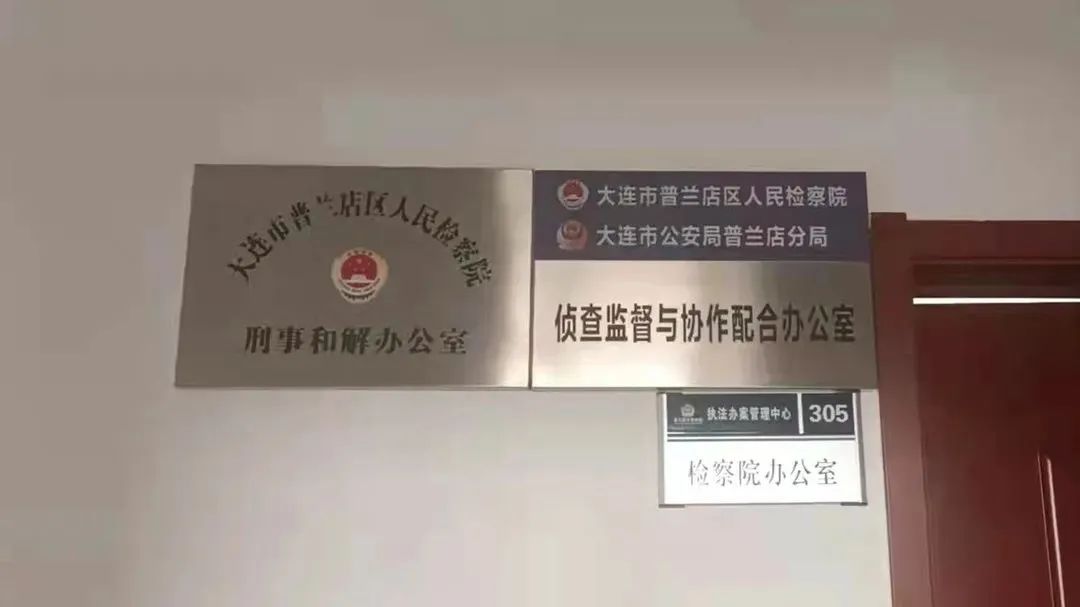 大连市普兰店区人民检察院
刑事和解办公室
大连市普兰店区人民检察院
大连市公安局普兰店分局
侦查监督与协作配合办公室
执法办案管理中心 305
检察院办公室